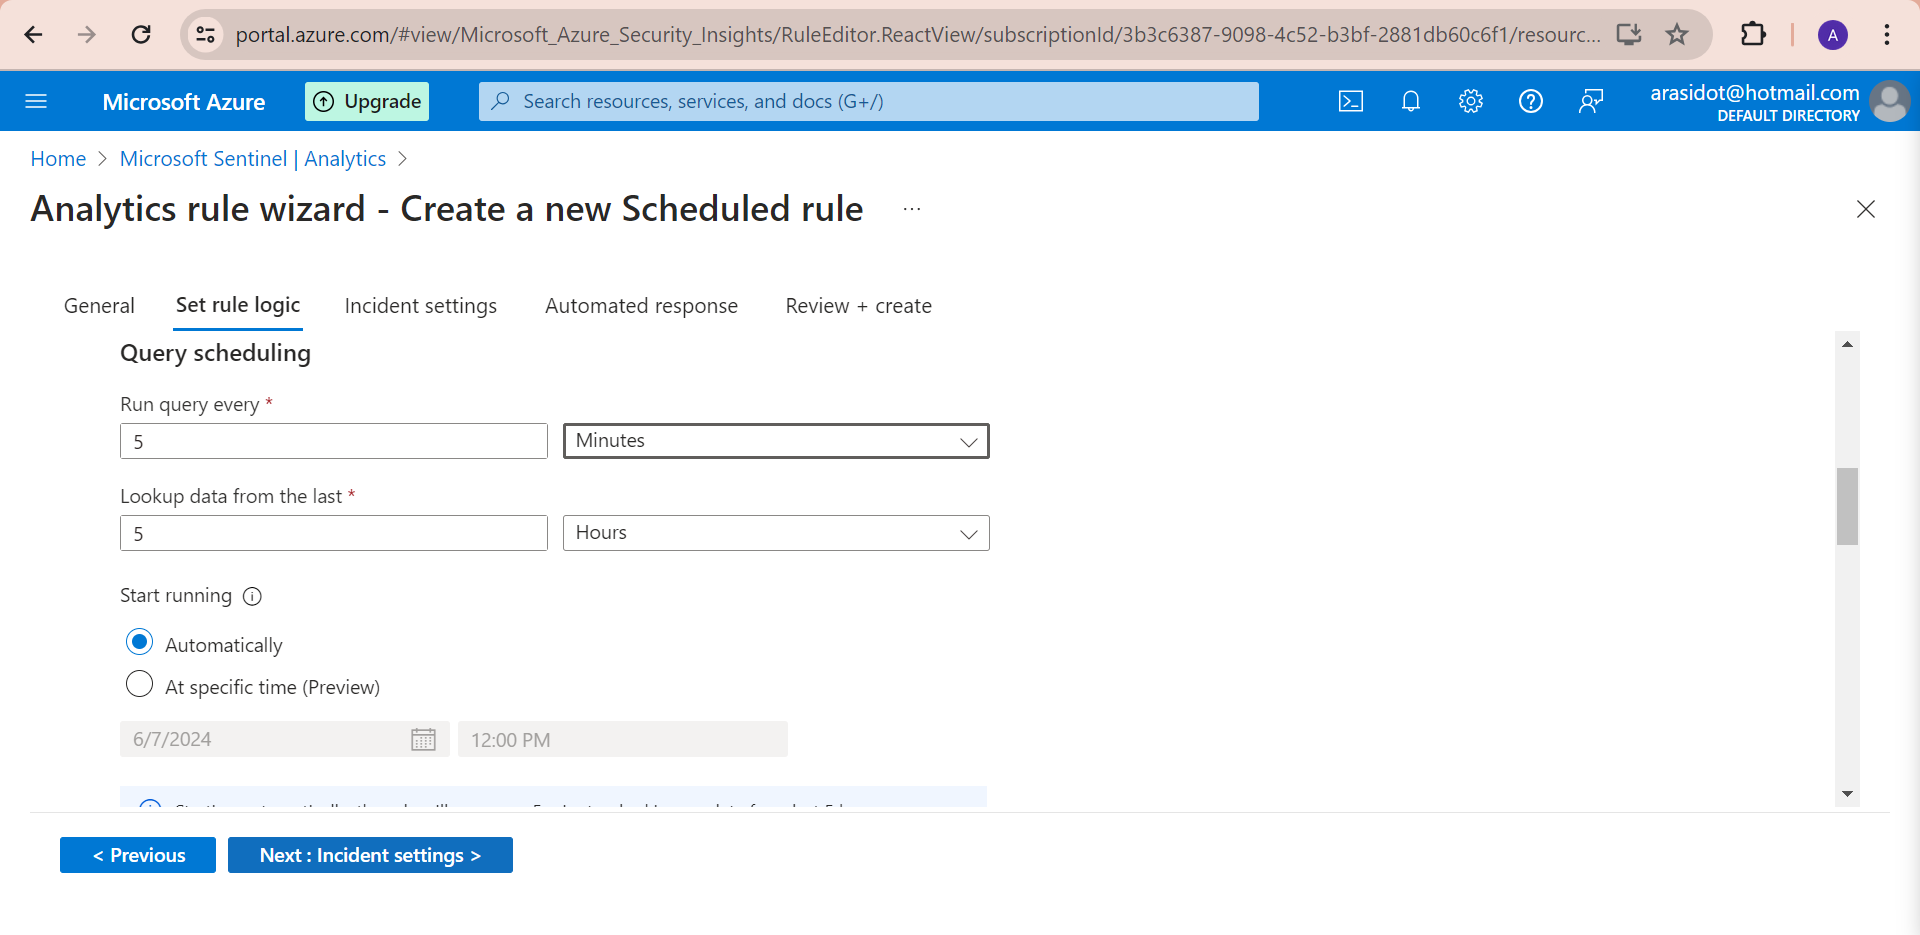 portal.azure.com/#view/Microsoft_Azure_Security_Insights/RuleEditor.ReactView/subscriptionId/3b3c6387-9098-4c52-b3bf-2881db60c6f1/resourc...
A
Microsoft Azure
Upgrade
Search resources, services, and docs (G+/)
arasidot@hotmail.com
DEFAULT DIRECTORY
Home > Microsoft Sentinel | Analytics >
Analytics rule wizard - Create a new Scheduled rule ...
General Set rule logic Incident settings Automated response Review + create
Query scheduling
Run query every *
5 Minutes
Lookup data from the last *
5 Hours
Start running
Automatically
At specific time (Preview)
6/7/2024 12:00 PM
< Previous Next : Incident settings >